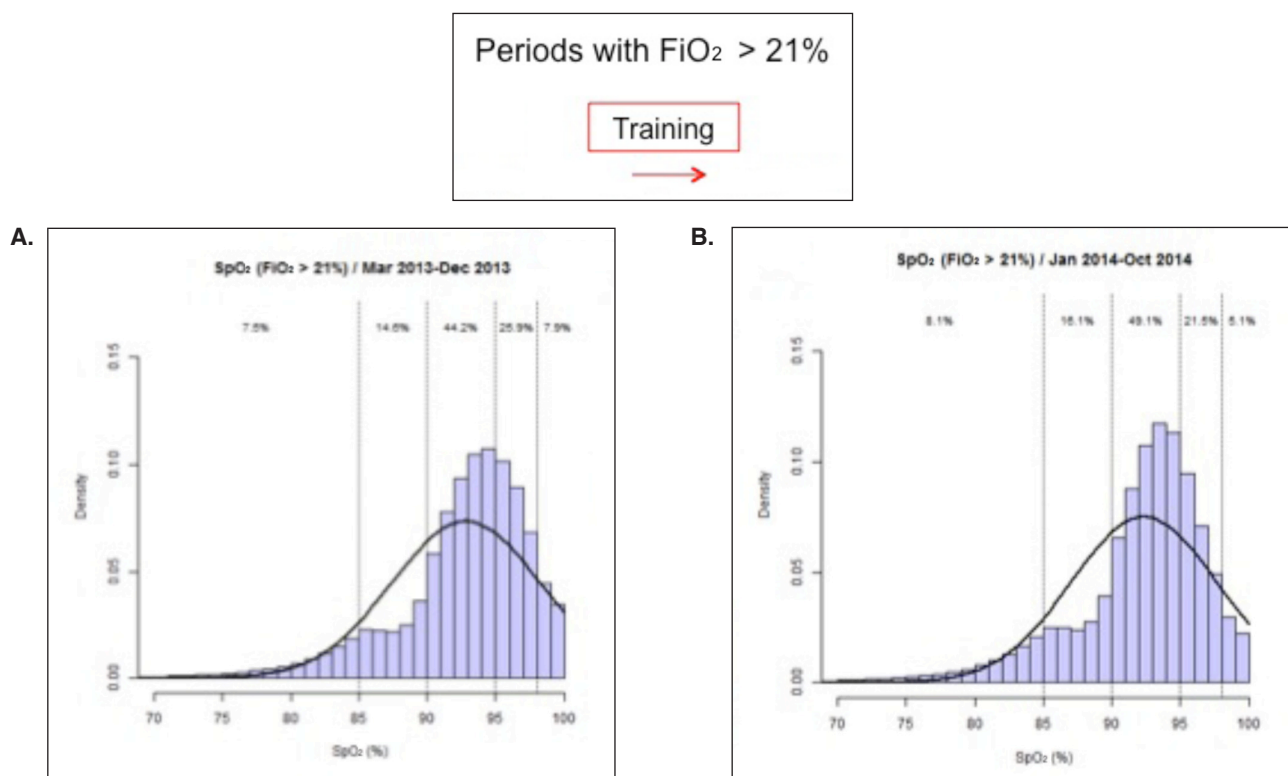 Periods with FiO2 > 21%
Training
A.
SpO2 (FiO2 > 21%) / Mar 2013-Dec 2013
7.5% 14.6% 44.2% 25.9% 7.9%
0.15
0.10
0.05
0.00
Density
70 75 80 85 90 95 100
SpO2 (%)
B.
SpO2 (FiO2 > 21%) / Jan 2014-Oct 2014
8.1% 16.1% 49.1% 21.5% 5.1%
0.15
0.10
0.05
0.00
Density
70 75 80 85 90 95 100
SpO2 (%)